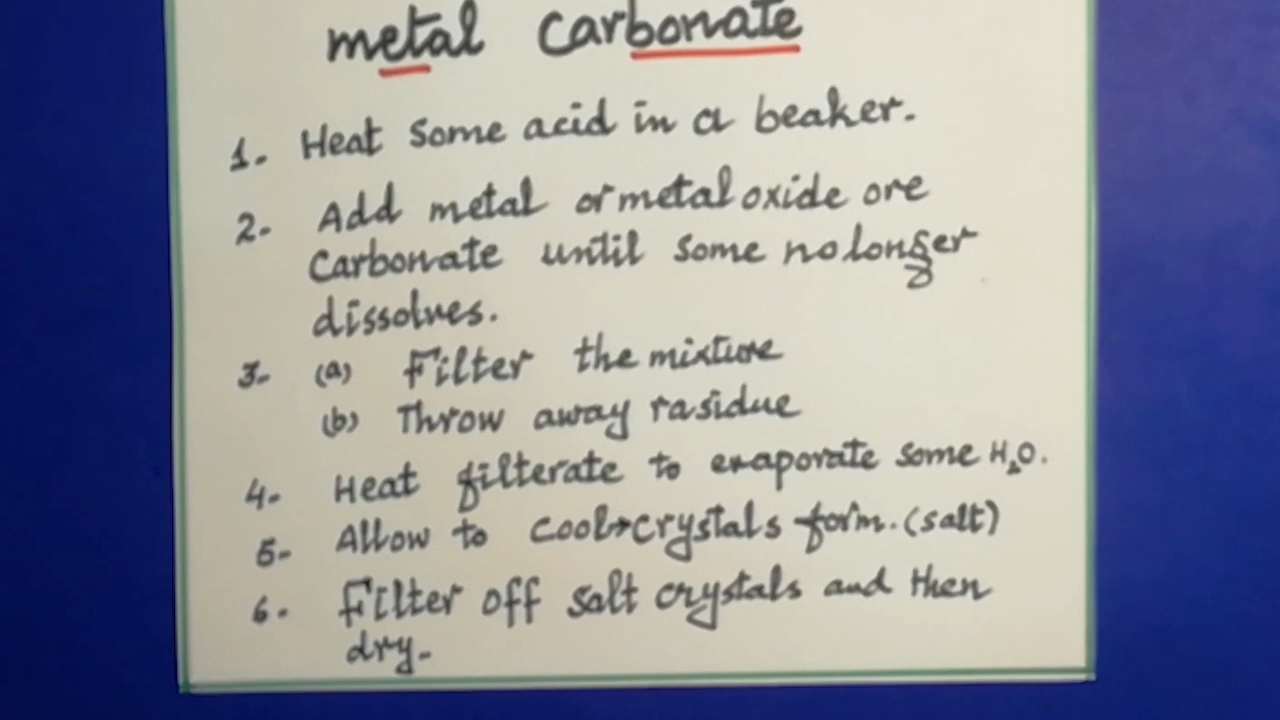 metal carbonate
1. Heat some acid in a beaker.
2. Add metal or metal oxide ore
carbonate until some no longer
dissolves.
3- (a) Filter the mixture
(b) Throw away rasidue
4- Heat filterate to evaporate some H₂O.
5- Allow to cool→crystals form. (salt)
6. Filter off salt crystals and then
dry.